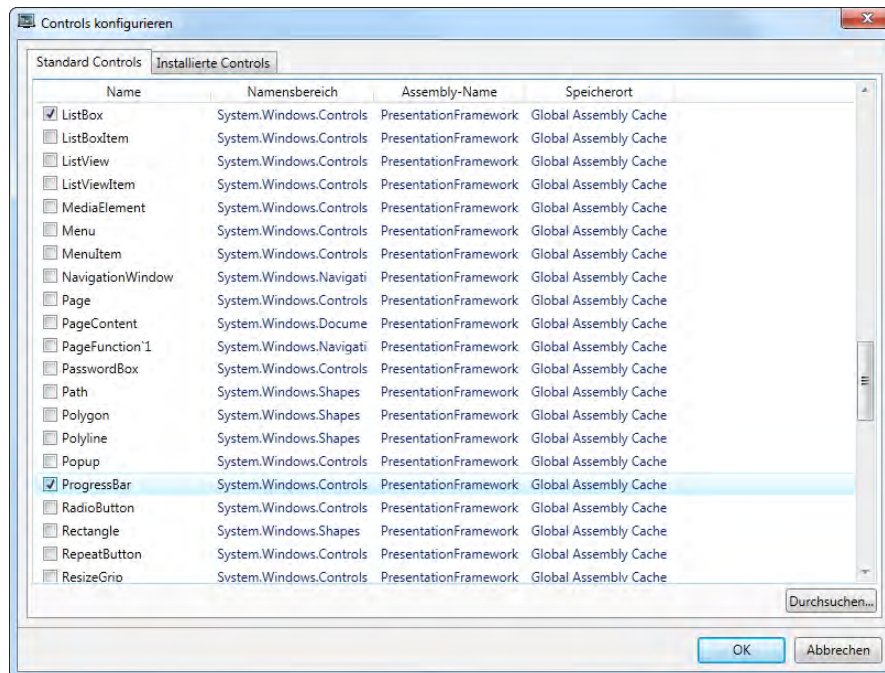 Controls konfigurieren
Standard Controls Installierte Controls
Name Namensbereich Assembly-Name Speicherort
ListBox System.Windows.Controls PresentationFramework Global Assembly Cache
ListBoxItem System.Windows.Controls PresentationFramework Global Assembly Cache
ListView System.Windows.Controls PresentationFramework Global Assembly Cache
ListViewItem System.Windows.Controls PresentationFramework Global Assembly Cache
MediaElement System.Windows.Controls PresentationFramework Global Assembly Cache
Menu System.Windows.Controls PresentationFramework Global Assembly Cache
MenuItem System.Windows.Controls PresentationFramework Global Assembly Cache
NavigationWindow System.Windows.Navigati PresentationFramework Global Assembly Cache
Page System.Windows.Controls PresentationFramework Global Assembly Cache
PageContent System.Windows.Docume PresentationFramework Global Assembly Cache
PageFunction`1 System.Windows.Navigati PresentationFramework Global Assembly Cache
PasswordBox System.Windows.Controls PresentationFramework Global Assembly Cache
Path System.Windows.Shapes PresentationFramework Global Assembly Cache
Polygon System.Windows.Shapes PresentationFramework Global Assembly Cache
Polyline System.Windows.Shapes PresentationFramework Global Assembly Cache
Popup System.Windows.Controls PresentationFramework Global Assembly Cache
ProgressBar System.Windows.Controls PresentationFramework Global Assembly Cache
RadioButton System.Windows.Controls PresentationFramework Global Assembly Cache
Rectangle System.Windows.Shapes PresentationFramework Global Assembly Cache
RepeatButton System.Windows.Controls PresentationFramework Global Assembly Cache
ResizeGrip System.Windows.Controls PresentationFramework Global Assembly Cache
Durchsuchen...
OK Abbrechen